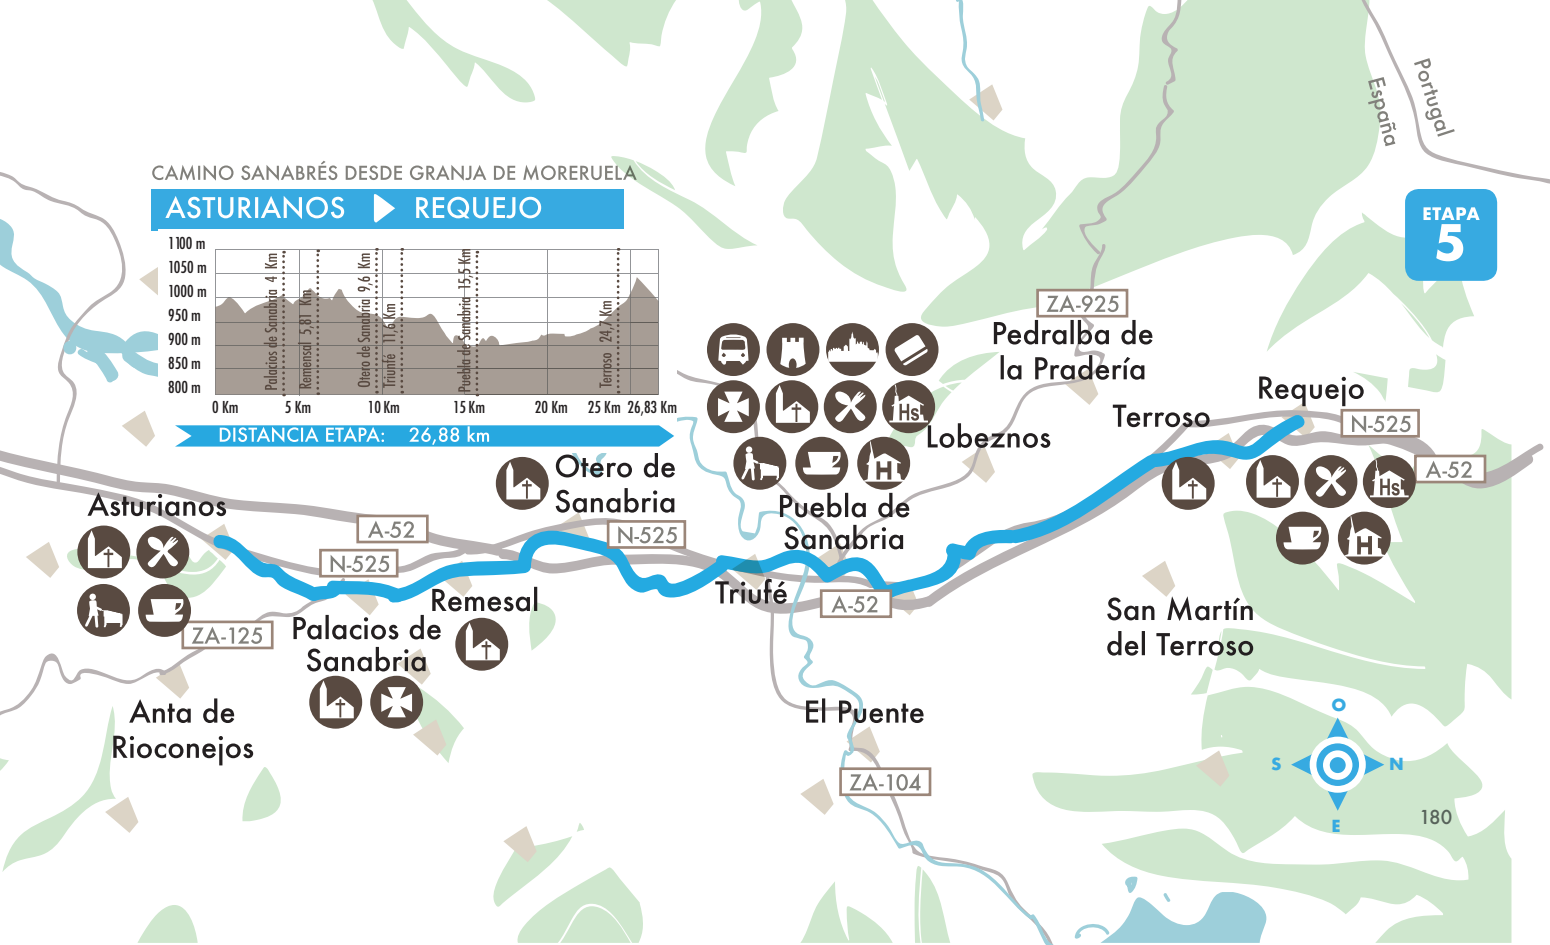 Portugal
España
CAMINO SANABRÉS DESDE GRANJA DE MORERUELA
ASTURIANOS REQUEJO
ETAPA
5
1100 m
1050 m
1000 m
950 m
900 m
850 m
800 m
Palacios de Sanabria 4 Km
Remesal 5,81 Km
Otero de Sanabria 9,6 Km
Triufé 11,6 Km
Puebla de Sanabria 15,5 Km
Terroso 24,7 Km
0 Km 5 Km 10 Km 15 Km 20 Km 25 Km 26,83 Km
DISTANCIA ETAPA: 26,88 km
ZA-925
Pedralba de
la Pradería
Requejo
Terroso
N-525
Hs
Lobeznos
H
A-52
Hs
H
Otero de
Sanabria
Puebla de
Sanabria
Asturianos
A-52
N-525
N-525
Remesal
Triufé
A-52
ZA-125
Palacios de
Sanabria
San Martín
del Terroso
Anta de
Rioconejos
El Puente
ZA-104
O
S N
E
180